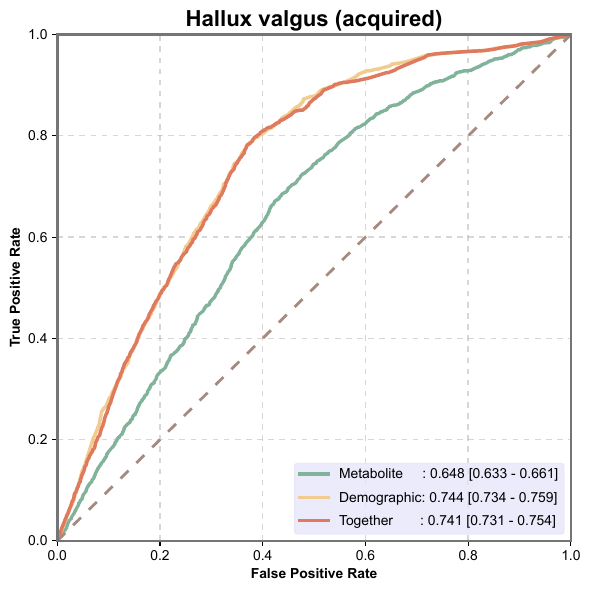 Hallux valgus (acquired)
1.0
0.8
0.6
0.4
0.2
0.0
True Positive Rate
Metabolite : 0.648 [0.633 - 0.661]
Demographic: 0.744 [0.734 - 0.759]
Together : 0.741 [0.731 - 0.754]
0.0 0.2 0.4 0.6 0.8 1.0
False Positive Rate